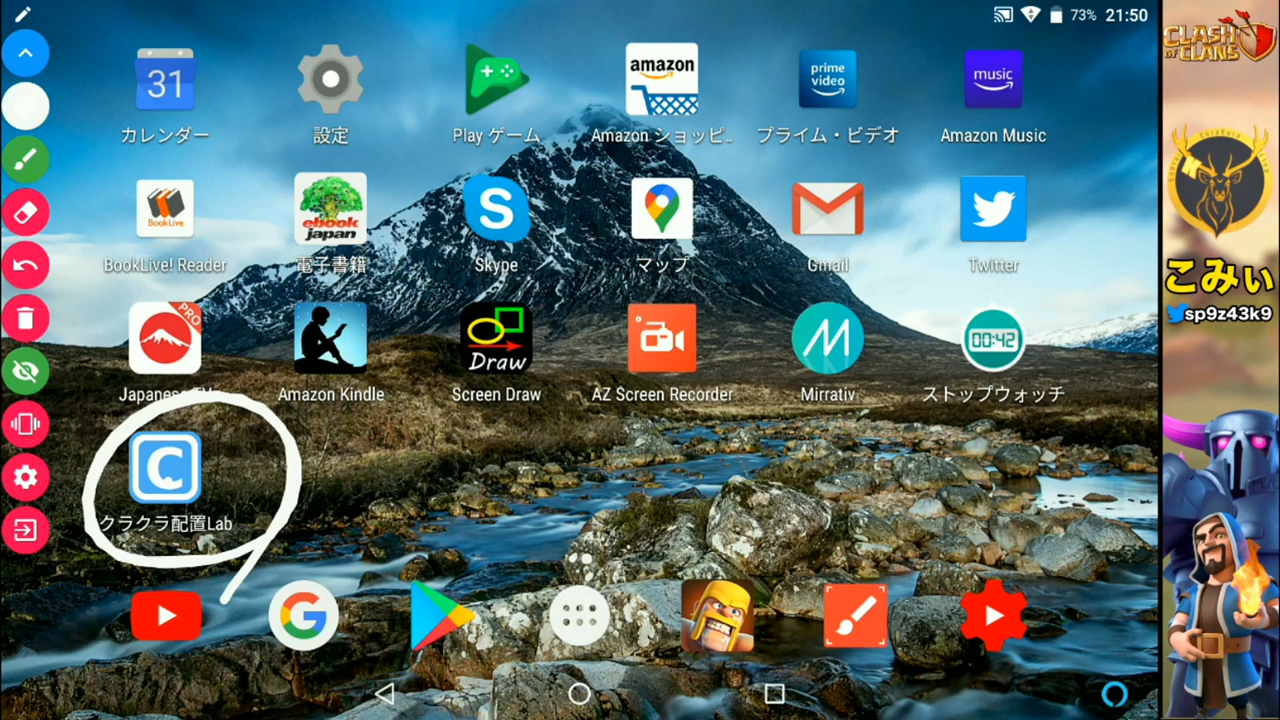 73% 21:50
31
カレンダー
設定
Play ゲーム
amazon
Amazon ショッピ..
prime video
プライム・ビデオ
music
Amazon Music
BookLive
BookLive! Reader
ebook japan
電子書籍
S
Skype
マップ
Gmail
Twitter
PRO
Amazon Kindle
Draw
Screen Draw
AZ Screen Recorder
Mirrativ
00:42
ストップウォッチ
C
クラクラ配置Lab
G
CLASH OF CLANS
こみぃ
sp9z43k9